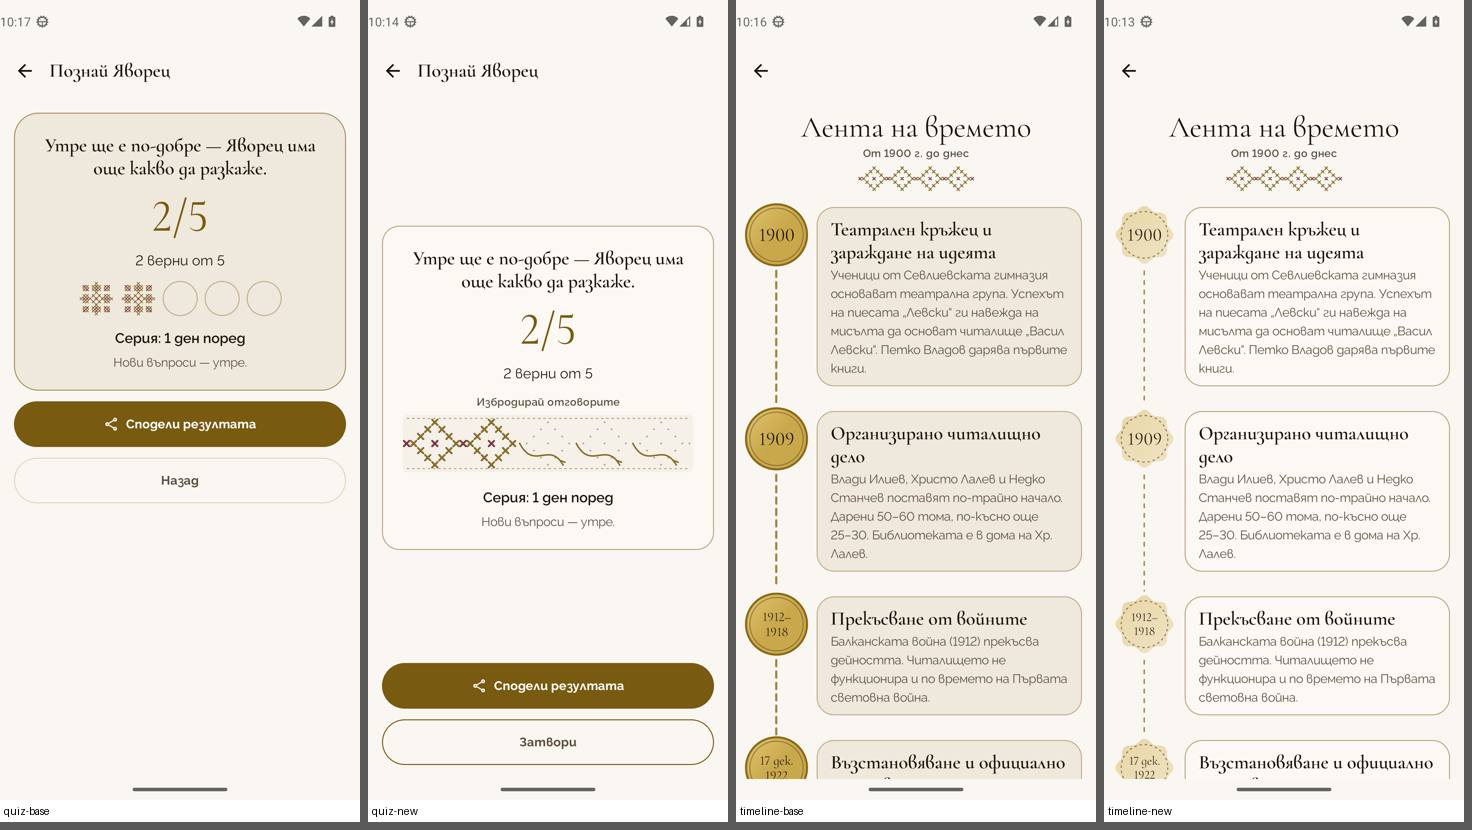 10:17
Познай Яворец
Утре ще е по-добре — Яворец има
още какво да разкаже.
2/5
2 верни от 5
Серия: 1 ден поред
Нови въпроси — утре.
Сподели резултата
Назад
quiz-base
10:14
Познай Яворец
Утре ще е по-добре — Яворец има
още какво да разкаже.
2/5
2 верни от 5
Избродирай отговорите
Серия: 1 ден поред
Нови въпроси — утре.
Сподели резултата
Затвори
quiz-new
10:16
Лента на времето
От 1900 г. до днес
1900
Театрален кръжец и
зараждане на идеята
Ученици от Севлиевската гимназия
основават театрална група. Успехът
на пиесата „Левски" ги навежда на
мисълта да основат читалище „Васил
Левски". Петко Владов дарява първите
книги.
1909
Организирано читалищно
дело
Влади Илиев, Христо Лалев и Недко
Станчев поставят по-трайно начало.
Дарени 50–60 тома, по-късно още
25–30. Библиотеката е в дома на Хр.
Лалев.
1912–
1918
Прекъсване от войните
Балканската война (1912) прекъсва
дейността. Читалището не
функционира и по времето на Първата
световна война.
17 дек.
1922
Възстановяване и официално
timeline-base
10:13
Лента на времето
От 1900 г. до днес
1900
Театрален кръжец и
зараждане на идеята
Ученици от Севлиевската гимназия
основават театрална група. Успехът
на пиесата „Левски" ги навежда на
мисълта да основат читалище „Васил
Левски". Петко Владов дарява първите
книги.
1909
Организирано читалищно
дело
Влади Илиев, Христо Лалев и Недко
Станчев поставят по-трайно начало.
Дарени 50–60 тома, по-късно още
25–30. Библиотеката е в дома на Хр.
Лалев.
1912–
1918
Прекъсване от войните
Балканската война (1912) прекъсва
дейността. Читалището не
функционира и по времето на Първата
световна война.
17 дек.
1922
Възстановяване и официално
timeline-new